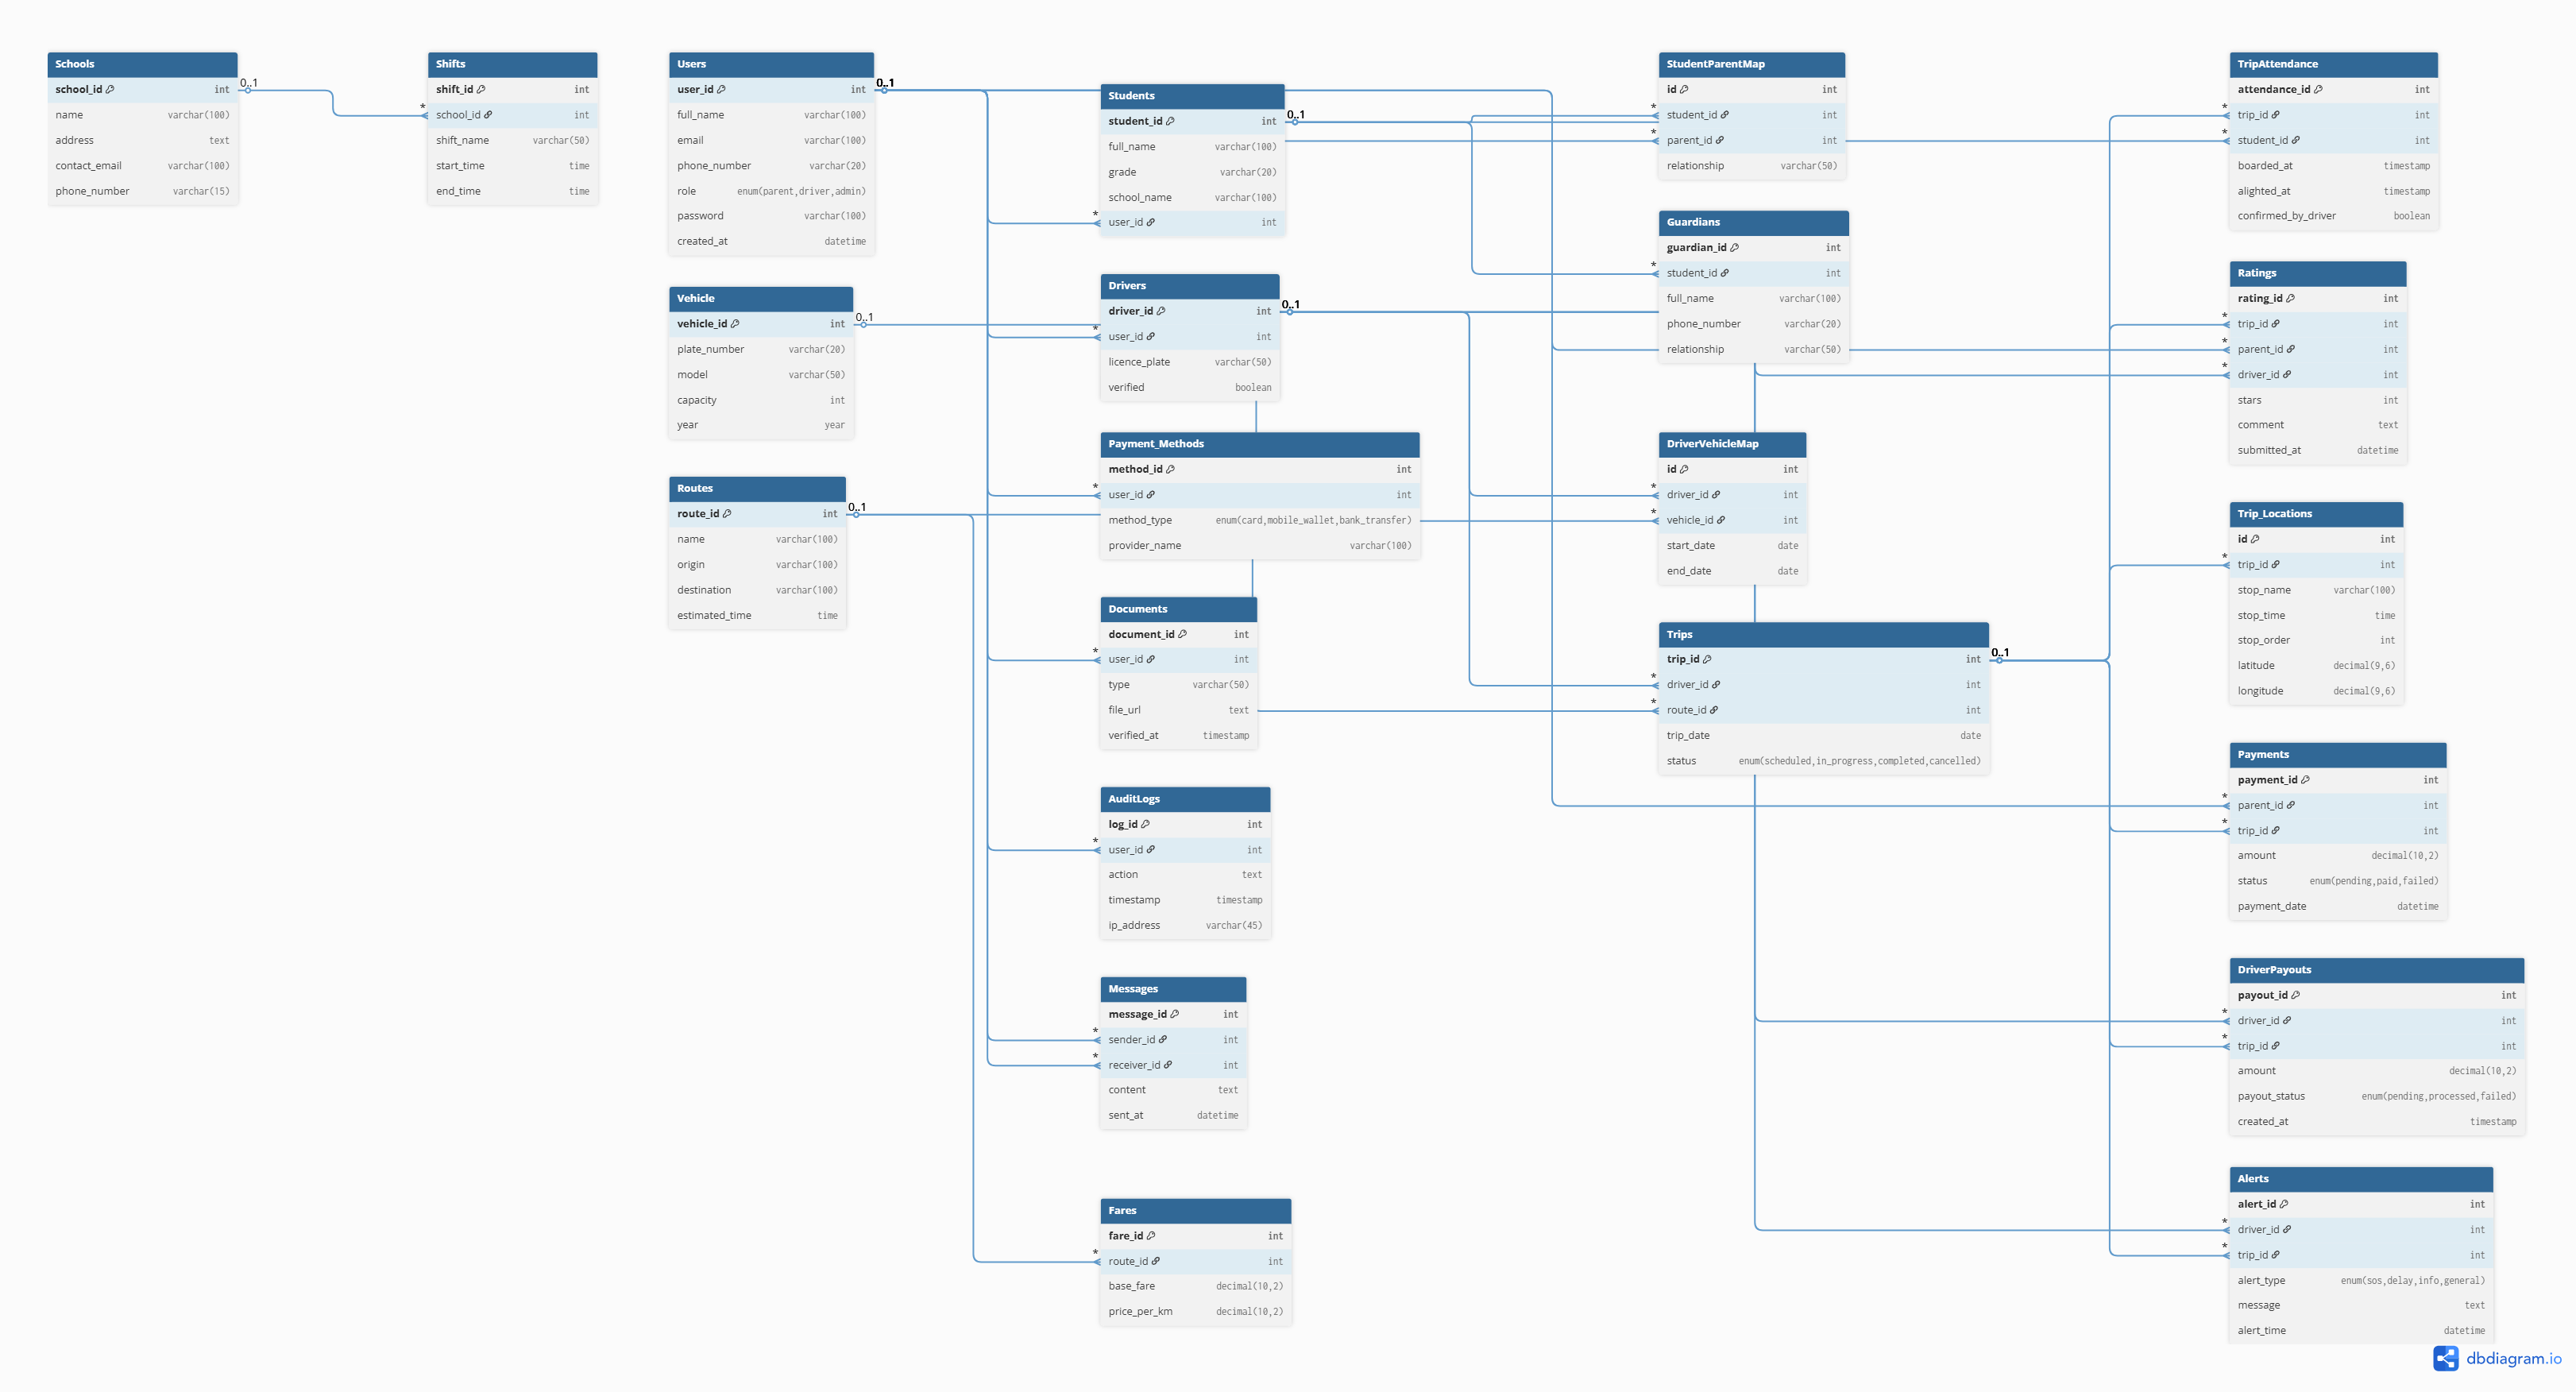 Schools
school_id int
name varchar(100)
address text
contact_email varchar(100)
phone_number varchar(15)
0..1
*
Shifts
shift_id int
school_id int
shift_name varchar(50)
start_time time
end_time time
Users
user_id int
full_name varchar(100)
email varchar(100)
phone_number varchar(20)
role enum(parent,driver,admin)
password varchar(100)
created_at datetime
0..1
Vehicle
vehicle_id int
plate_number varchar(20)
model varchar(50)
capacity int
year year
0..1
Routes
route_id int
name varchar(100)
origin varchar(100)
destination varchar(100)
estimated_time time
0..1
Students
student_id int
full_name varchar(100)
grade varchar(20)
school_name varchar(100)
* user_id int
0..1
Drivers
driver_id int
* user_id int
licence_plate varchar(50)
verified boolean
0..1
Payment_Methods
method_id int
* user_id int
method_type enum(card,mobile_wallet,bank_transfer)
provider_name varchar(100)
Documents
document_id int
* user_id int
type varchar(50)
file_url text
verified_at timestamp
AuditLogs
log_id int
* user_id int
action text
timestamp timestamp
ip_address varchar(45)
Messages
message_id int
* sender_id int
* receiver_id int
content text
sent_at datetime
Fares
fare_id int
* route_id int
base_fare decimal(10,2)
price_per_km decimal(10,2)
StudentParentMap
id int
* student_id int
* parent_id int
relationship varchar(50)
Guardians
guardian_id int
* student_id int
full_name varchar(100)
phone_number varchar(20)
relationship varchar(50)
DriverVehicleMap
id int
* driver_id int
* vehicle_id int
start_date date
end_date date
Trips
trip_id int
* driver_id int
* route_id int
trip_date date
status enum(scheduled,in_progress,completed,cancelled)
0..1
TripAttendance
attendance_id int
* trip_id int
* student_id int
boarded_at timestamp
alighted_at timestamp
confirmed_by_driver boolean
Ratings
rating_id int
* trip_id int
* parent_id int
* driver_id int
stars int
comment text
submitted_at datetime
Trip_Locations
id int
* trip_id int
stop_name varchar(100)
stop_time time
stop_order int
latitude decimal(9,6)
longitude decimal(9,6)
Payments
payment_id int
* parent_id int
* trip_id int
amount decimal(10,2)
status enum(pending,paid,failed)
payment_date datetime
DriverPayouts
payout_id int
* driver_id int
* trip_id int
amount decimal(10,2)
payout_status enum(pending,processed,failed)
created_at timestamp
Alerts
alert_id int
* driver_id int
* trip_id int
alert_type enum(sos,delay,info,general)
message text
alert_time datetime
dbdiagram.io